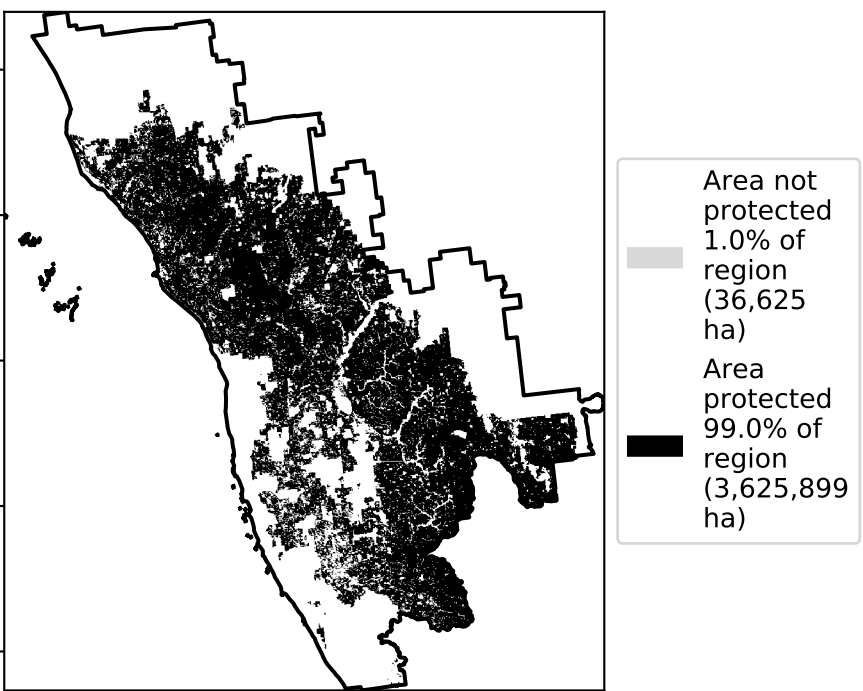 Area not
protected
1.0% of
region
(36,625
ha)
Area
protected
99.0% of
region
(3,625,899
ha)